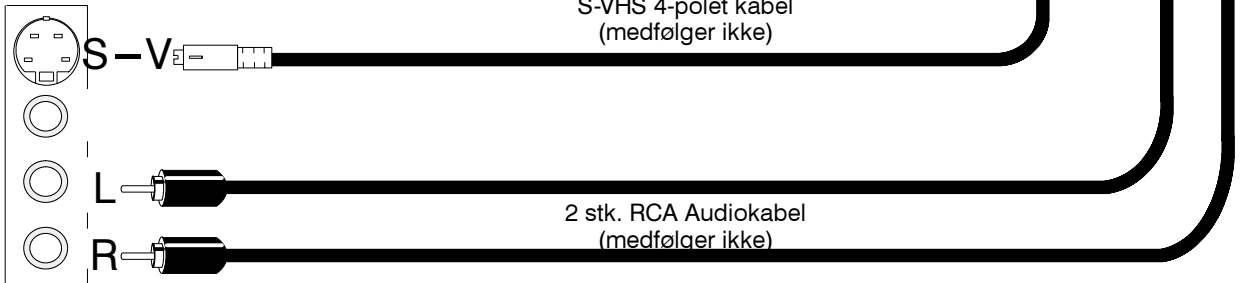 S-VHS 4-polet kabel
(medfølger ikke)
S–V
L
2 stk. RCA Audiokabel
(medfølger ikke)
R